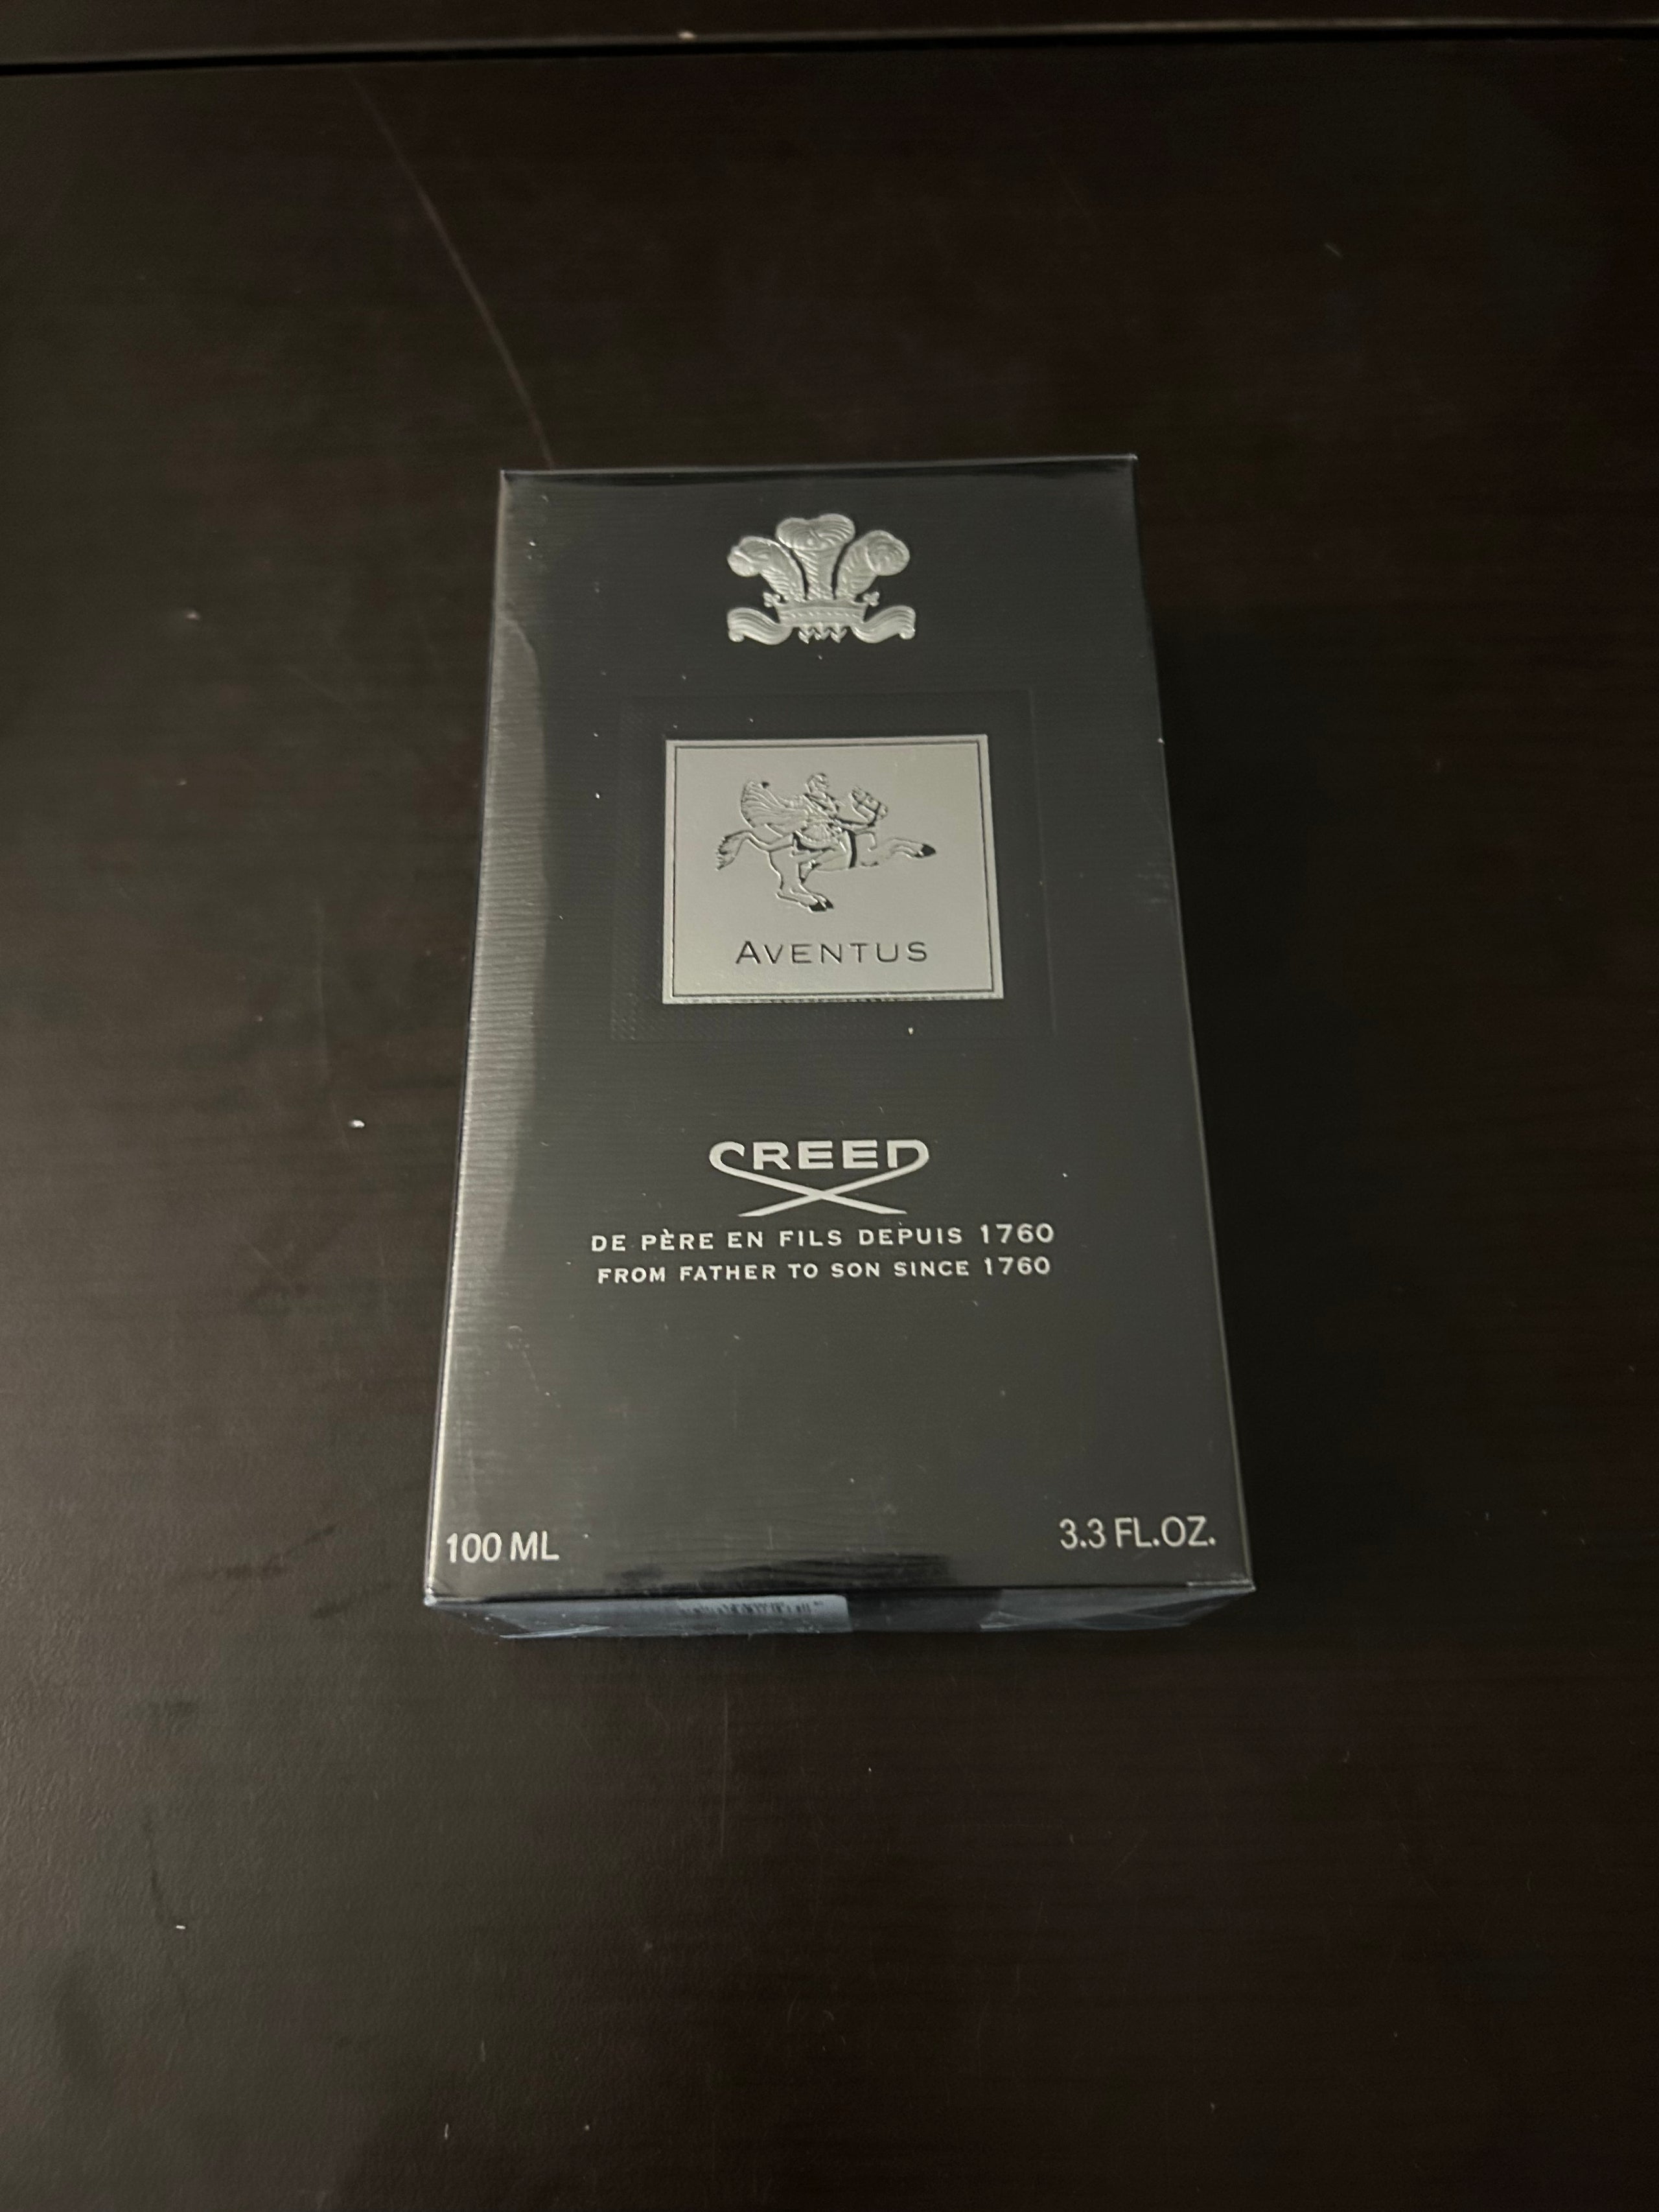 AVENTUS
CREED
DE PÈRE EN FILS DEPUIS 1760
FROM FATHER TO SON SINCE 1760
100 ML 3.3 FL.OZ.